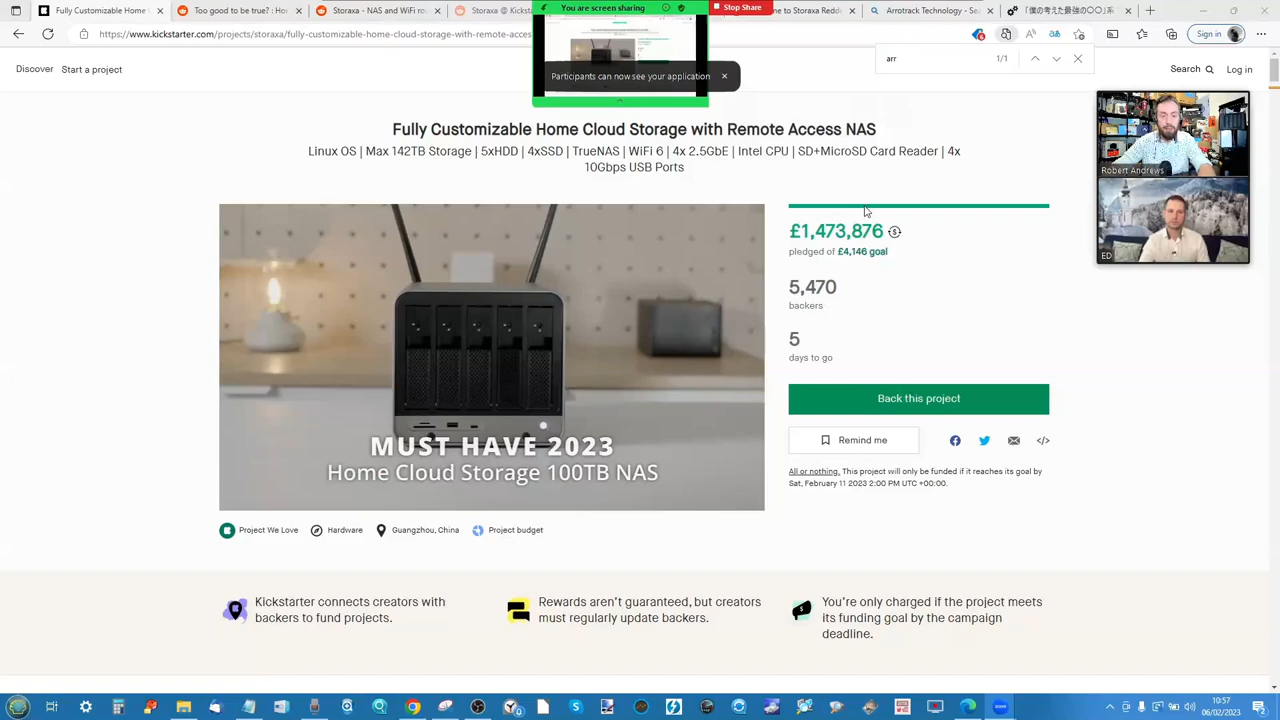 Fully Customizable Home
Too good to be true? : Ho
Storaxa - NAS and WiFi ro
Storaxa @ Kicksta
You are screen sharing
Stop Share
e to Storaxa Redd
Arrotrack Technology - Se
「僕の考えた最強の〇〇」系
https://www.kickstarter.com/
/fully-custom
-cloud-storage-with-remote-acces
Sign in
arr
1/1
Participants can now see your application
scover
Start a project
Search
Log in
Fully Customizable Home Cloud Storage with Remote Access NAS
Linux OS | Max 142TB Storage | 5xHDD | 4xSSD | TrueNAS | WiFi 6 | 4x 2.5GbE | Intel CPU | SD+MicroSD Card Reader | 4x
10Gbps USB Ports
Robert Andrews
ED
£1,473,876
pledged of £4,146 goal
5,470
backers
5
days to go
Back this project
Remind me
All or nothing. This project will only be funded if it reaches its goal by
Sat, February 11 2023 2:00 PM UTC +00:00.
MUST HAVE 2023
Home Cloud Storage 100TB NAS
Project We Love
Hardware
Guangzhou, China
Project budget
Kickstarter connects creators with
backers to fund projects.
Rewards aren't guaranteed, but creators
must regularly update backers.
You're only charged if the project meets
its funding goal by the campaign
deadline.
10:57
06/02/2023